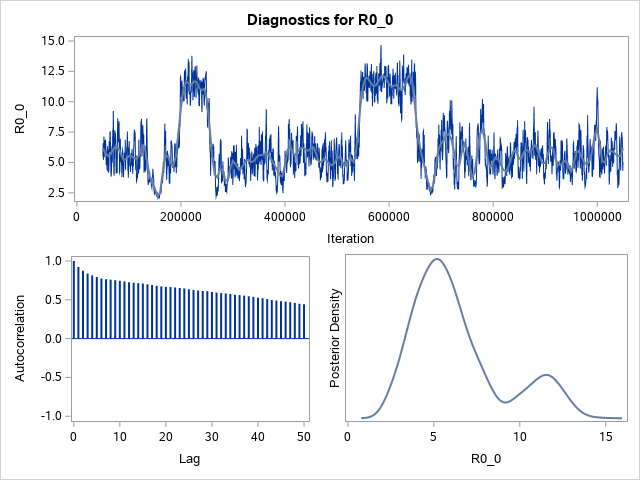 Diagnostics for R0_0
R0_0
15.0
12.5
10.0
7.5
5.0
2.5
0 200000 400000 600000 800000 1000000
Iteration
Autocorrelation
1.0
0.5
0.0
-0.5
-1.0
0 10 20 30 40 50
Lag
Posterior Density
0 5 10 15
R0_0